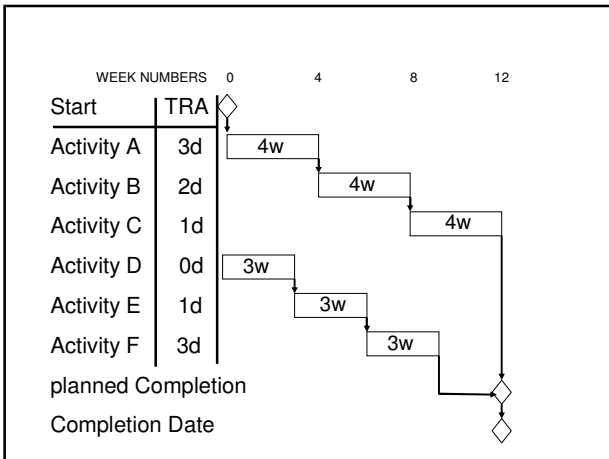 WEEK NUMBERS 0 4 8 12
Start TRA
Activity A 3d 4w
Activity B 2d 4w
Activity C 1d 4w
Activity D 0d 3w
Activity E 1d 3w
Activity F 3d 3w
planned Completion
Completion Date